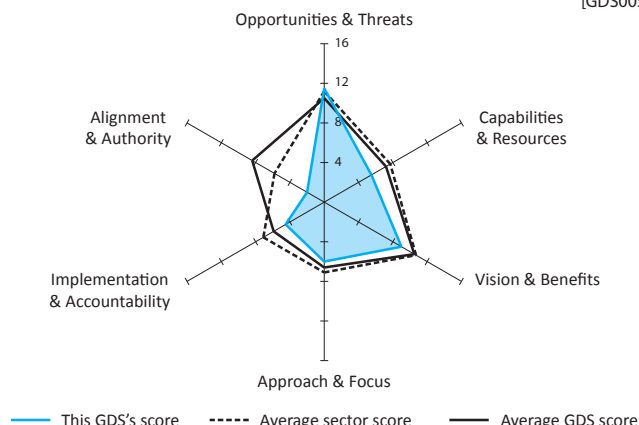 [GDS00
Opportunities & Threats
16
12
8
4
Alignment
& Authority
Capabilities
& Resources
Implementation
& Accountability
Vision & Benefits
Approach & Focus
This GDS's score
Average sector score
Average GDS score